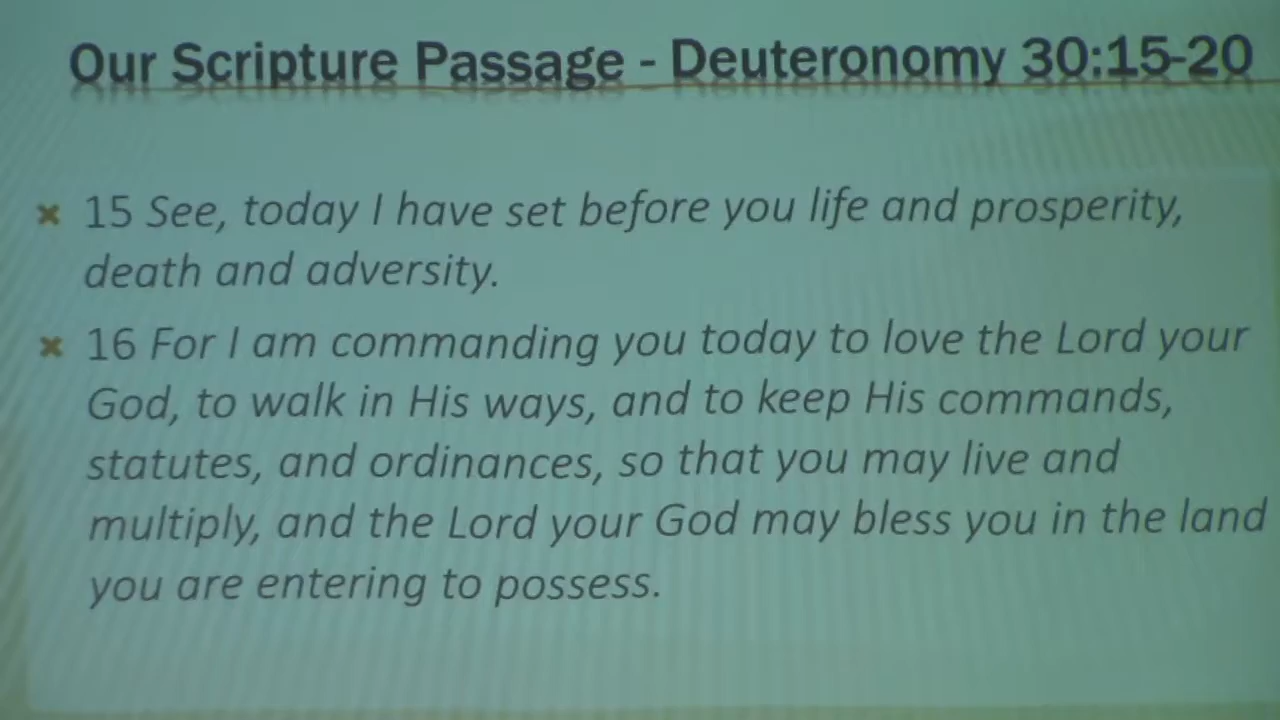 Our Scripture Passage - Deuteronomy 30:15-20
15 See, today I have set before you life and prosperity,
death and adversity.
16 For I am commanding you today to love the Lord your
God, to walk in His ways, and to keep His commands,
statutes, and ordinances, so that you may live and
multiply, and the Lord your God may bless you in the land
you are entering to possess.